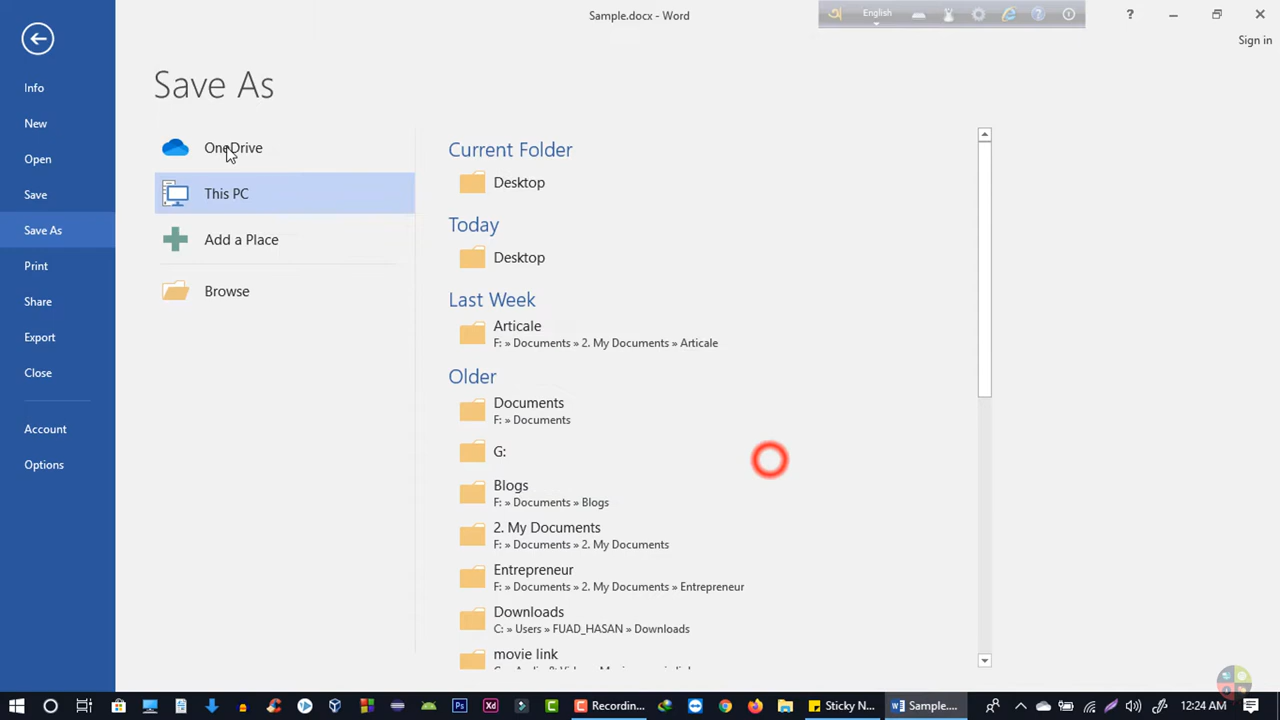 Sample.docx - Word
English
?
Sign in
Save As
Info
New
Open
Save
Save As
Print
Share
Export
Close
Account
Options
OneDrive
This PC
Add a Place
Browse
Current Folder
Desktop
Today
Desktop
Last Week
Articale
F: » Documents » 2. My Documents » Articale
Older
Documents
F: » Documents
G:
Blogs
F: » Documents » Blogs
2. My Documents
F: » Documents » 2. My Documents
Entrepreneur
F: » Documents » 2. My Documents » Entrepreneur
Downloads
C: » Users » FUAD_HASAN » Downloads
movie link
Ps
Xd
Recording...
Sticky N...
Sample....
12:24 AM